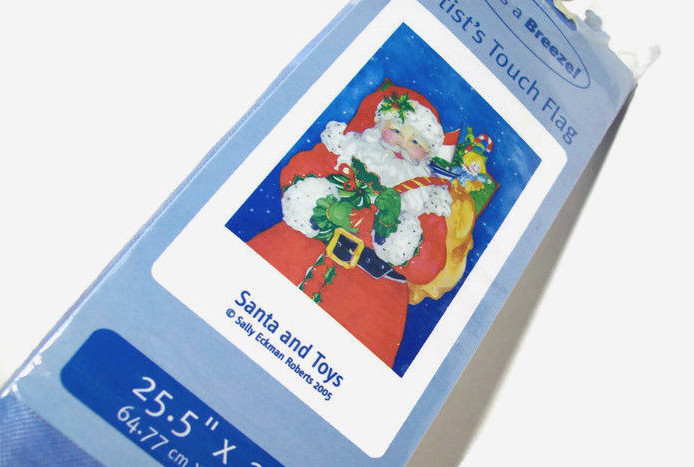 a Breeze!
Touch Flag
Santa and Toys
© Sally Eckman Roberts 2005
25.5" x
64.77 cm